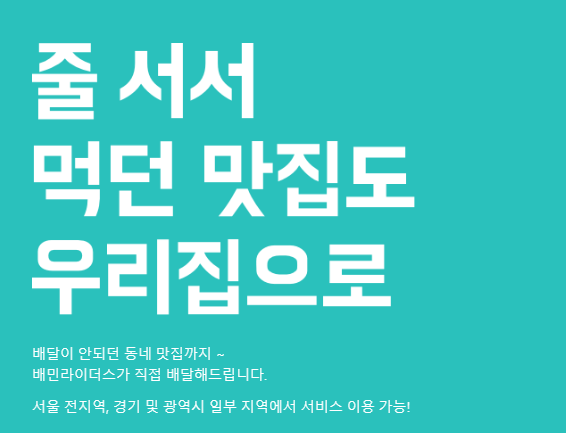 줄 서서
먹던 맛집도
우리집으로
배달이 안되던 동네 맛집까지 ~
배민라이더스가 직접 배달해드립니다.
서울 전지역, 경기 및 광역시 일부 지역에서 서비스 이용 가능!